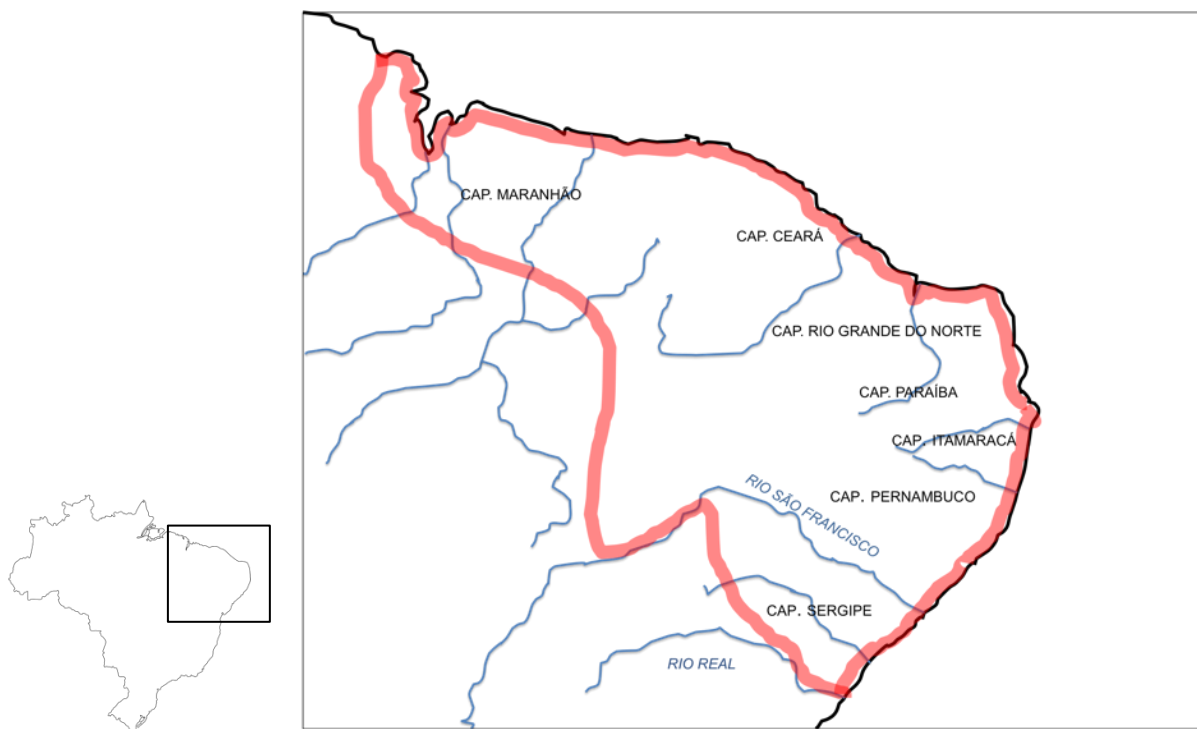 CAP. MARANHÃO
CAP. CEARÁ
CAP. RIO GRANDE DO NORTE
CAP. PARAÍBA
CAP. ITAMARACÁ
CAP. PERNAMBUCO
RIO SÃO FRANCISCO
CAP. SERGIPE
RIO REAL